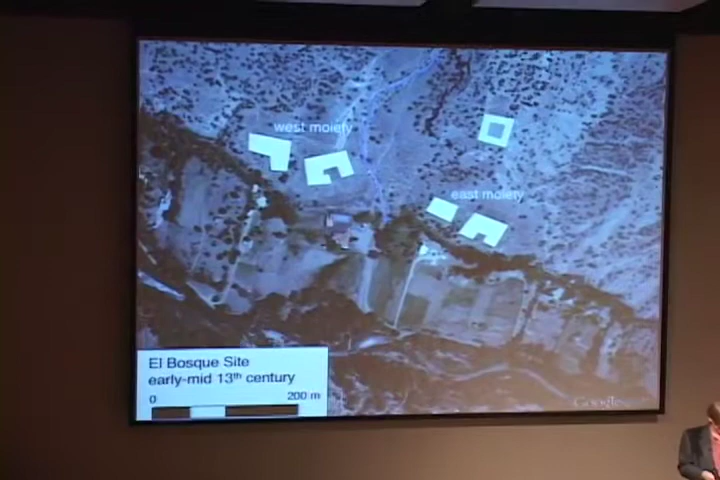 west moiety
east moiety
El Bosque Site
early-mid 13th century
0 200 m
Google